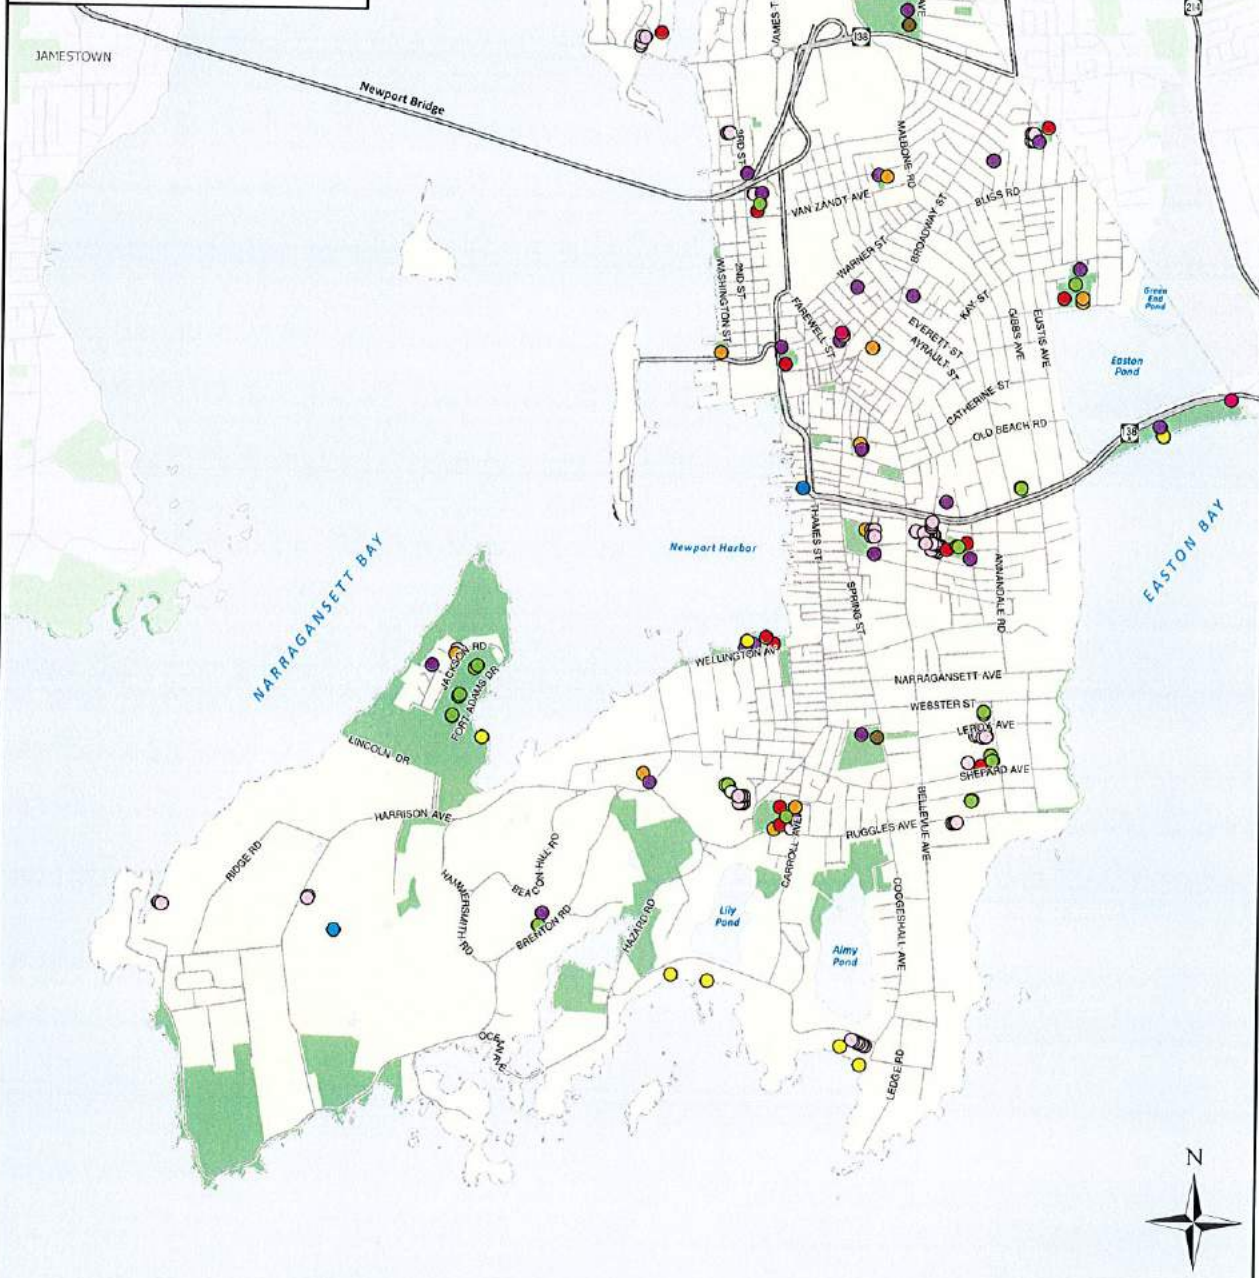 214
AVE
JAMES T
138
JAMESTOWN
Newport Bridge
3RD ST
MALBONE RD
VAN ZANDT AVE
BROADWAY ST
BLISS RD
WARNER ST
WASHINGTON ST
2ND ST
FAREWELL ST
KAY ST
GIBBS AVE
EUSTIS AVE
Green
End
Pond
EVERETT ST
AYRAULT ST
Easton
Pond
CATHERINE ST
OLD BEACH RD
138
A
NARRAGANSETT BAY
Newport Harbor
THAMES ST
EASTON BAY
SPRING ST
ANNANDALE RD
JACKSON RD
FORT ADAMS DR
WELLINGTON AV
NARRAGANSETT AVE
WEBSTER ST
LEROY AVE
LINCOLN DR
SHEPARD AVE
HARRISON AVE
BELLEVUE AVE
RUGGLES AVE
CARROLL AVE
RIDGE RD
BEACON HILL RD
HAMMERSMITH RD
BRENTON RD
HAZARD RD
COGGESHALL AVE
Lily
Pond
Almy
Pond
OCEAN AVE
LEDGE RD
N